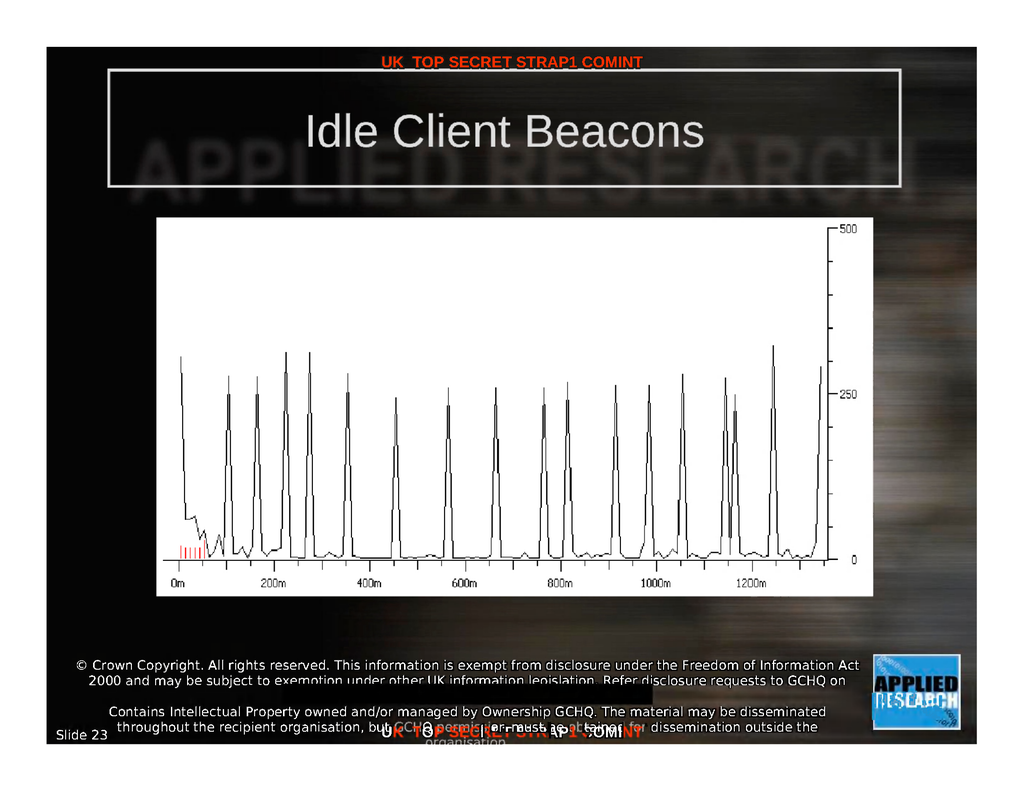 UK TOP SECRET STRAP1 COMINT
APPLIED RESEARCH
Idle Client Beacons
500
250
0
0m 200m 400m 600m 800m 1000m 1200m
© Crown Copyright. All rights reserved. This information is exempt from disclosure under the Freedom of Information Act
2000 and may be subject to exemption under other UK information legislation. Refer disclosure requests to GCHQ on
Contains Intellectual Property owned and/or managed by Ownership GCHQ. The material may be disseminated
throughout the recipient organisation, but GCHQ permission must be obtained for dissemination outside the
organisation
UK TOP SECRET STRAP1 COMINT
Slide 23
APPLIED
RESEARCH